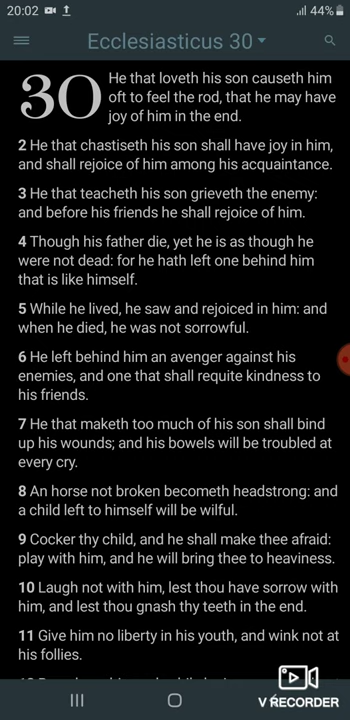 20:02 44%
Ecclesiasticus 30
30 He that loveth his son causeth him
oft to feel the rod, that he may have
joy of him in the end.
2 He that chastiseth his son shall have joy in him,
and shall rejoice of him among his acquaintance.
3 He that teacheth his son grieveth the enemy:
and before his friends he shall rejoice of him.
4 Though his father die, yet he is as though he
were not dead: for he hath left one behind him
that is like himself.
5 While he lived, he saw and rejoiced in him: and
when he died, he was not sorrowful.
6 He left behind him an avenger against his
enemies, and one that shall requite kindness to
his friends.
7 He that maketh too much of his son shall bind
up his wounds; and his bowels will be troubled at
every cry.
8 An horse not broken becometh headstrong: and
a child left to himself will be wilful.
9 Cocker thy child, and he shall make thee afraid:
play with him, and he will bring thee to heaviness.
10 Laugh not with him, lest thou have sorrow with
him, and lest thou gnash thy teeth in the end.
11 Give him no liberty in his youth, and wink not at
his follies.
V RECORDER